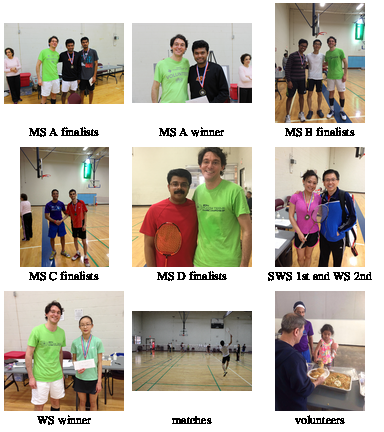 MS A finalists
MS A winner
MS B finalists
MS C finalists
MS D finalists
SWS 1st and WS 2nd
WS winner
matches
volunteers